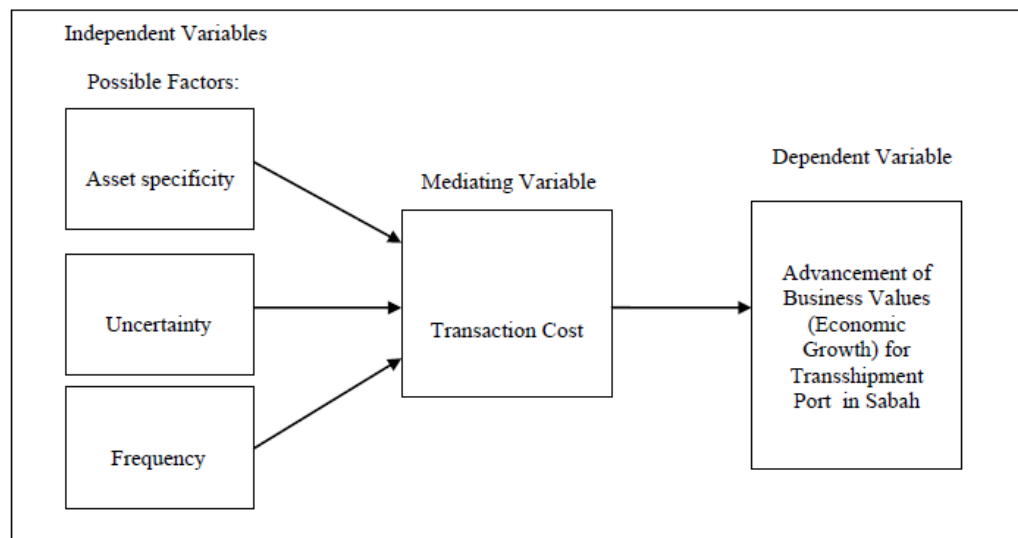 Independent Variables
Possible Factors:
Asset specificity
Uncertainty
Frequency
Mediating Variable
Transaction Cost
Dependent Variable
Advancement of
Business Values
(Economic
Growth) for
Transshipment
Port in Sabah